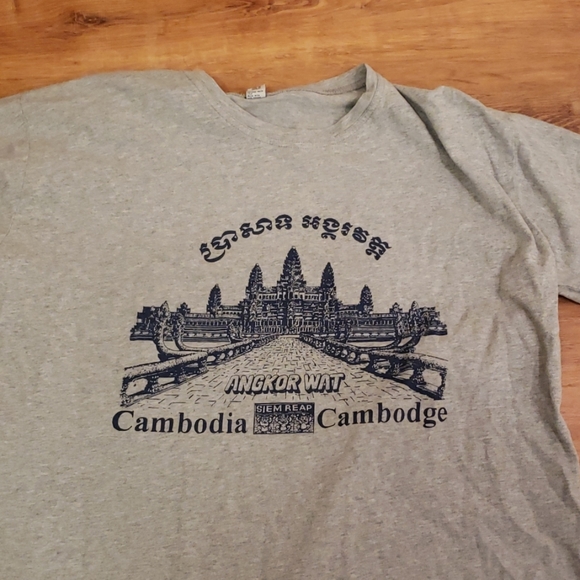 ប្រាសាទ អង្គរវត្ត
ANGKOR WAT
SIEM REAP
Cambodia Cambodge